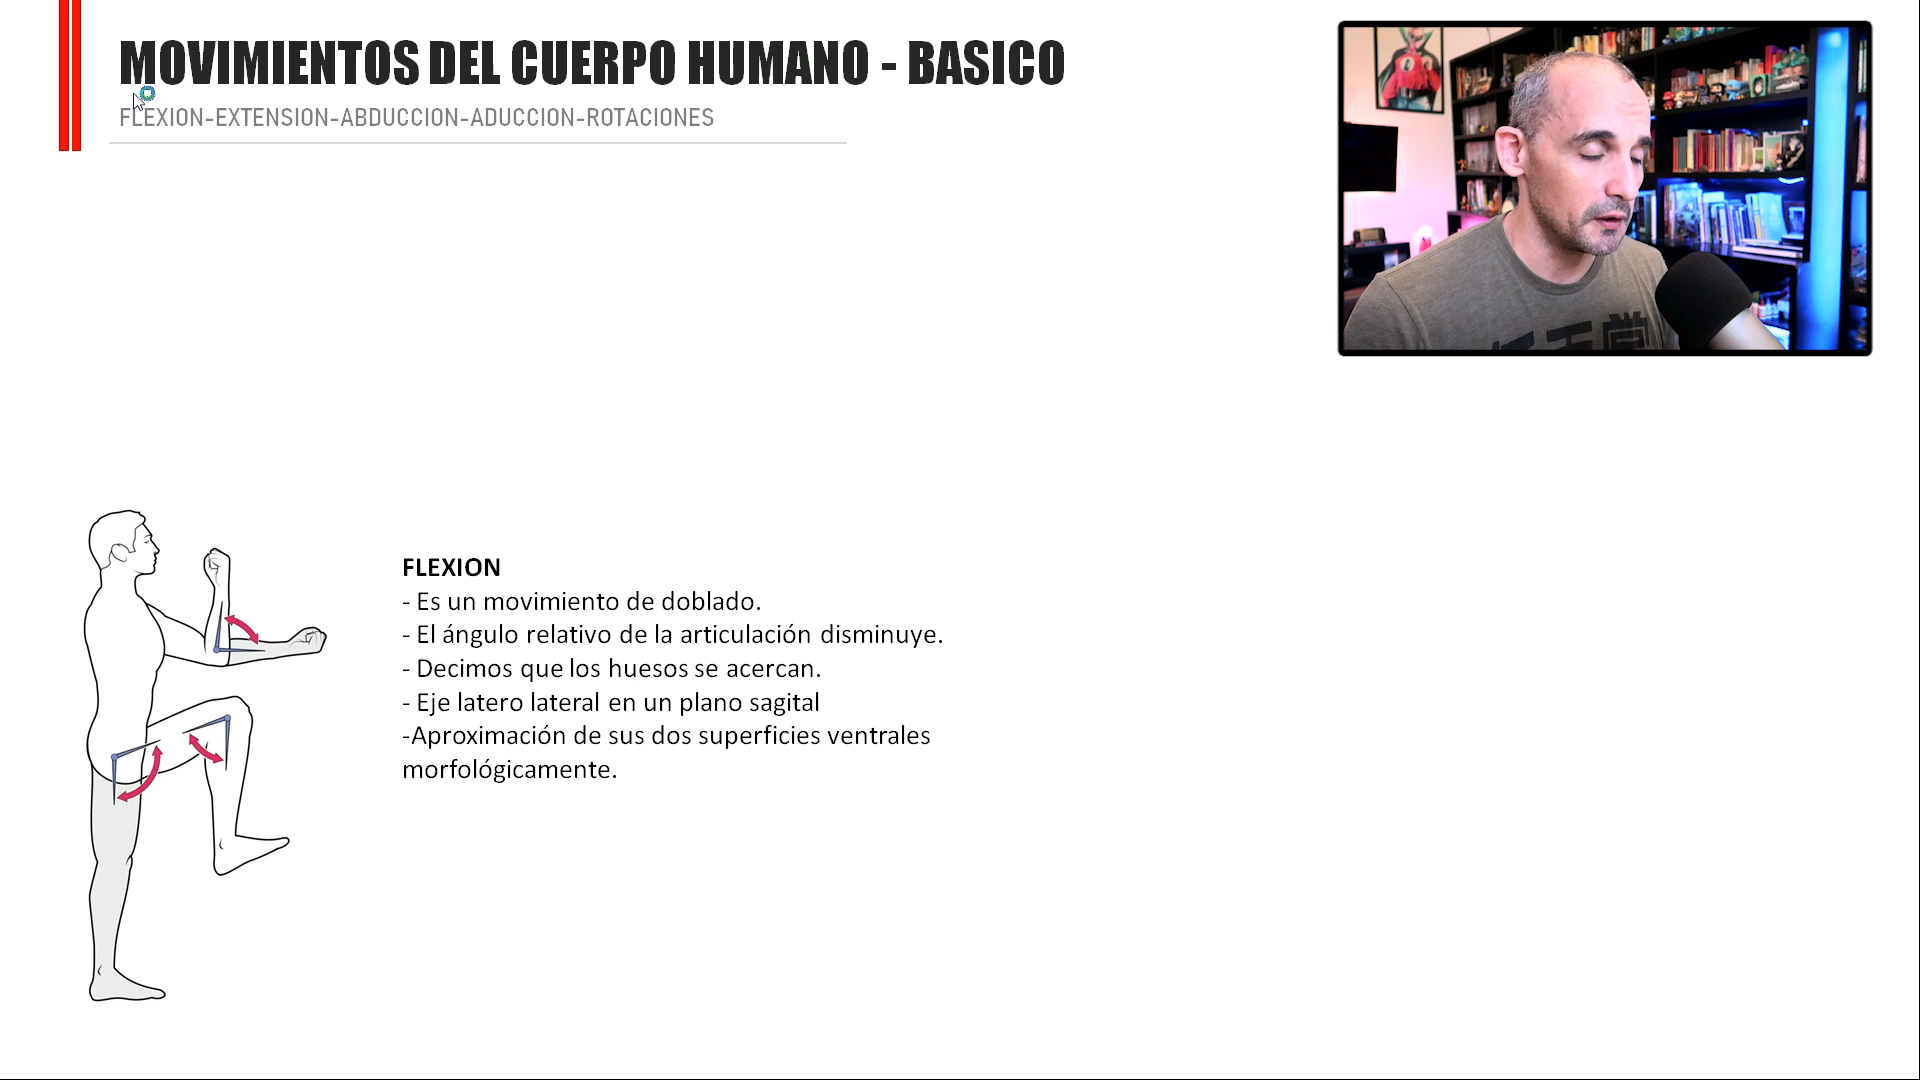 MOVIMIENTOS DEL CUERPO HUMANO - BASICO
FLEXION-EXTENSION-ABDUCCION-ADUCCION-ROTACIONES
FLEXION
- Es un movimiento de doblado.
- El ángulo relativo de la articulación disminuye.
- Decimos que los huesos se acercan.
- Eje latero lateral en un plano sagital
-Aproximación de sus dos superficies ventrales
morfológicamente.